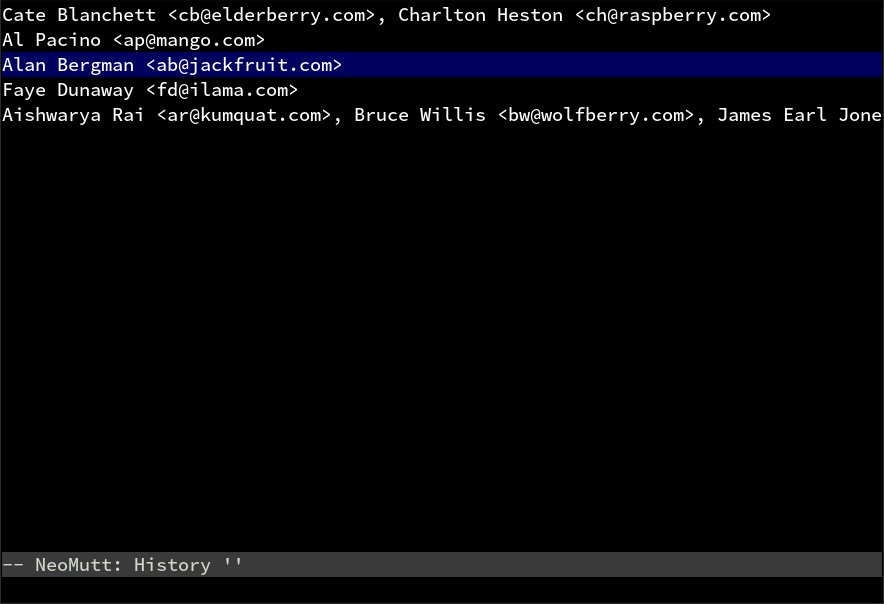 Cate Blanchett <cb@elderberry.com>, Charlton Heston <ch@raspberry.com>
Al Pacino <ap@mango.com>
Alan Bergman <ab@jackfruit.com>
Faye Dunaway <fd@ilama.com>
Aishwarya Rai <ar@kumquat.com>, Bruce Willis <bw@wolfberry.com>, James Earl Jone
-- NeoMutt: History ''